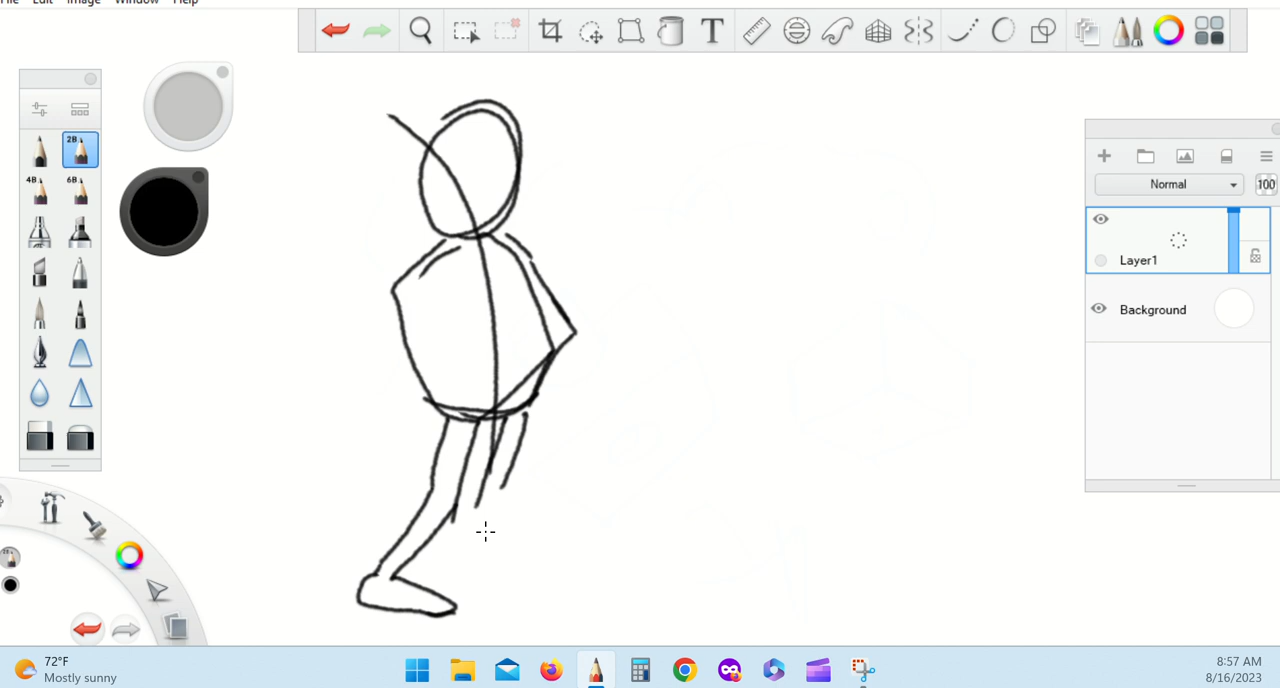 File Edit Image Window Help
T
2B
4B 6B
Normal 100
Layer1
Background
72°F
Mostly sunny
8:57 AM
8/16/2023